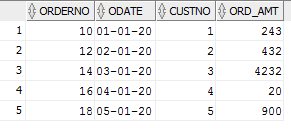 ORDERNO ODATE CUSTNO ORD_AMT
1 10 01-01-20 1 243
2 12 02-01-20 2 432
3 14 03-01-20 3 4232
4 16 04-01-20 4 20
5 18 05-01-20 5 900